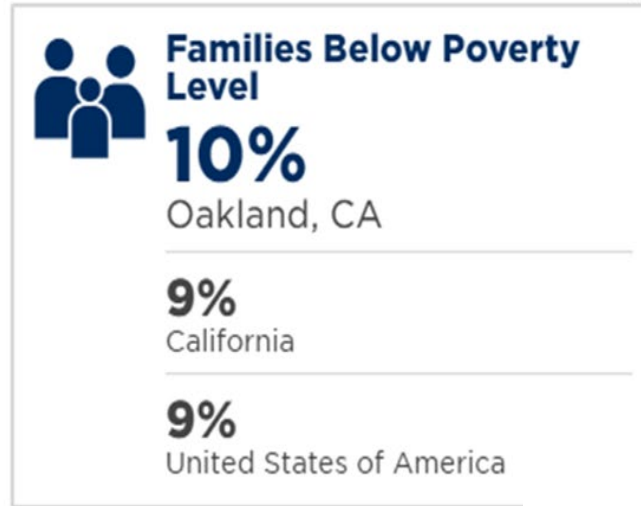 Families Below Poverty
Level
10%
Oakland, CA
9%
California
9%
United States of America